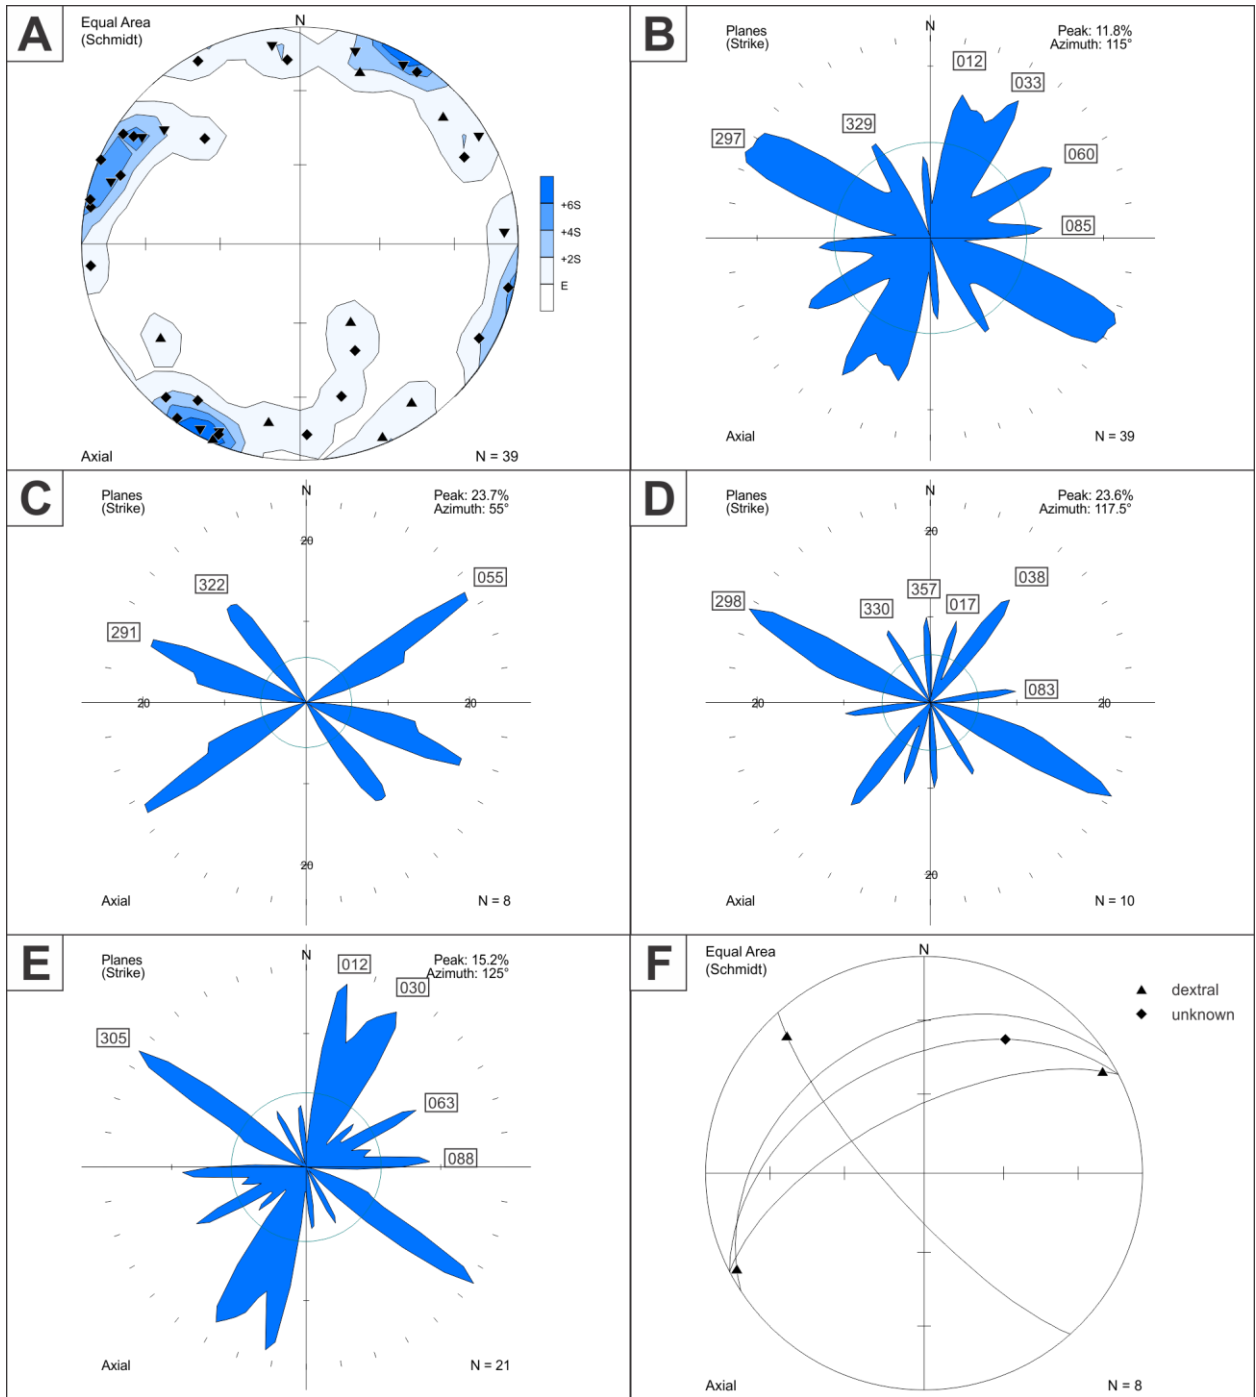 A
Equal Area
(Schmidt)
N
+6S
+4S
+2S
E
Axial
N = 39
B
Planes
(Strike)
N
Peak: 11.8%
Azimuth: 115°
012
033
329
297
060
085
Axial
N = 39
C
Planes
(Strike)
N
Peak: 23.7%
Azimuth: 55°
20
055
322
291
20
20
20
Axial
N = 8
D
Planes
(Strike)
N
Peak: 23.6%
Azimuth: 117.5°
20
038
357
017
330
298
083
20
20
20
Axial
N = 10
E
Planes
(Strike)
N
Peak: 15.2%
Azimuth: 125°
012
030
305
063
088
Axial
N = 21
F
Equal Area
(Schmidt)
N
dextral
unknown
Axial
N = 8